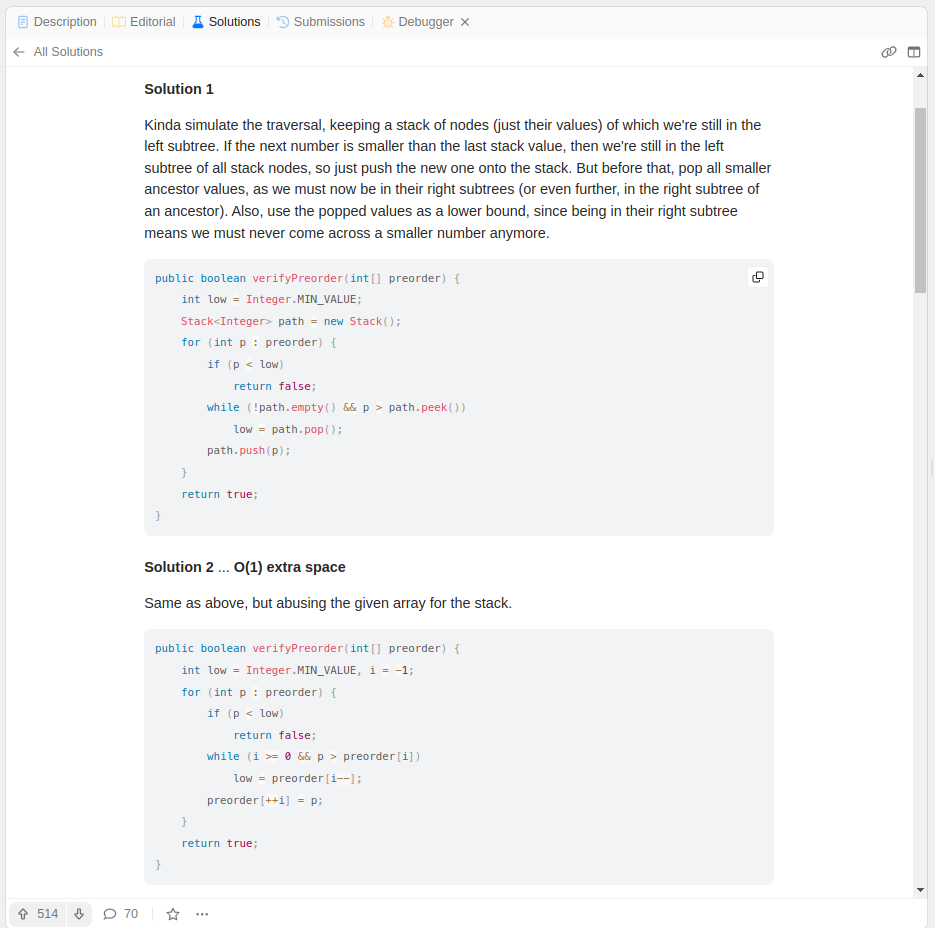 Description Editorial Solutions Submissions Debugger
All Solutions
Solution 1
Kinda simulate the traversal, keeping a stack of nodes (just their values) of which we're still in the
left subtree. If the next number is smaller than the last stack value, then we're still in the left
subtree of all stack nodes, so just push the new one onto the stack. But before that, pop all smaller
ancestor values, as we must now be in their right subtrees (or even further, in the right subtree of
an ancestor). Also, use the popped values as a lower bound, since being in their right subtree
means we must never come across a smaller number anymore.
public boolean verifyPreorder(int[] preorder) {
    int low = Integer.MIN_VALUE;
    Stack<Integer> path = new Stack();
    for (int p : preorder) {
        if (p < low)
            return false;
        while (!path.empty() && p > path.peek())
            low = path.pop();
        path.push(p);
    }
    return true;
}
Solution 2 ... O(1) extra space
Same as above, but abusing the given array for the stack.
public boolean verifyPreorder(int[] preorder) {
    int low = Integer.MIN_VALUE, i = -1;
    for (int p : preorder) {
        if (p < low)
            return false;
        while (i >= 0 && p > preorder[i])
            low = preorder[i--];
        preorder[++i] = p;
    }
    return true;
}
514 70